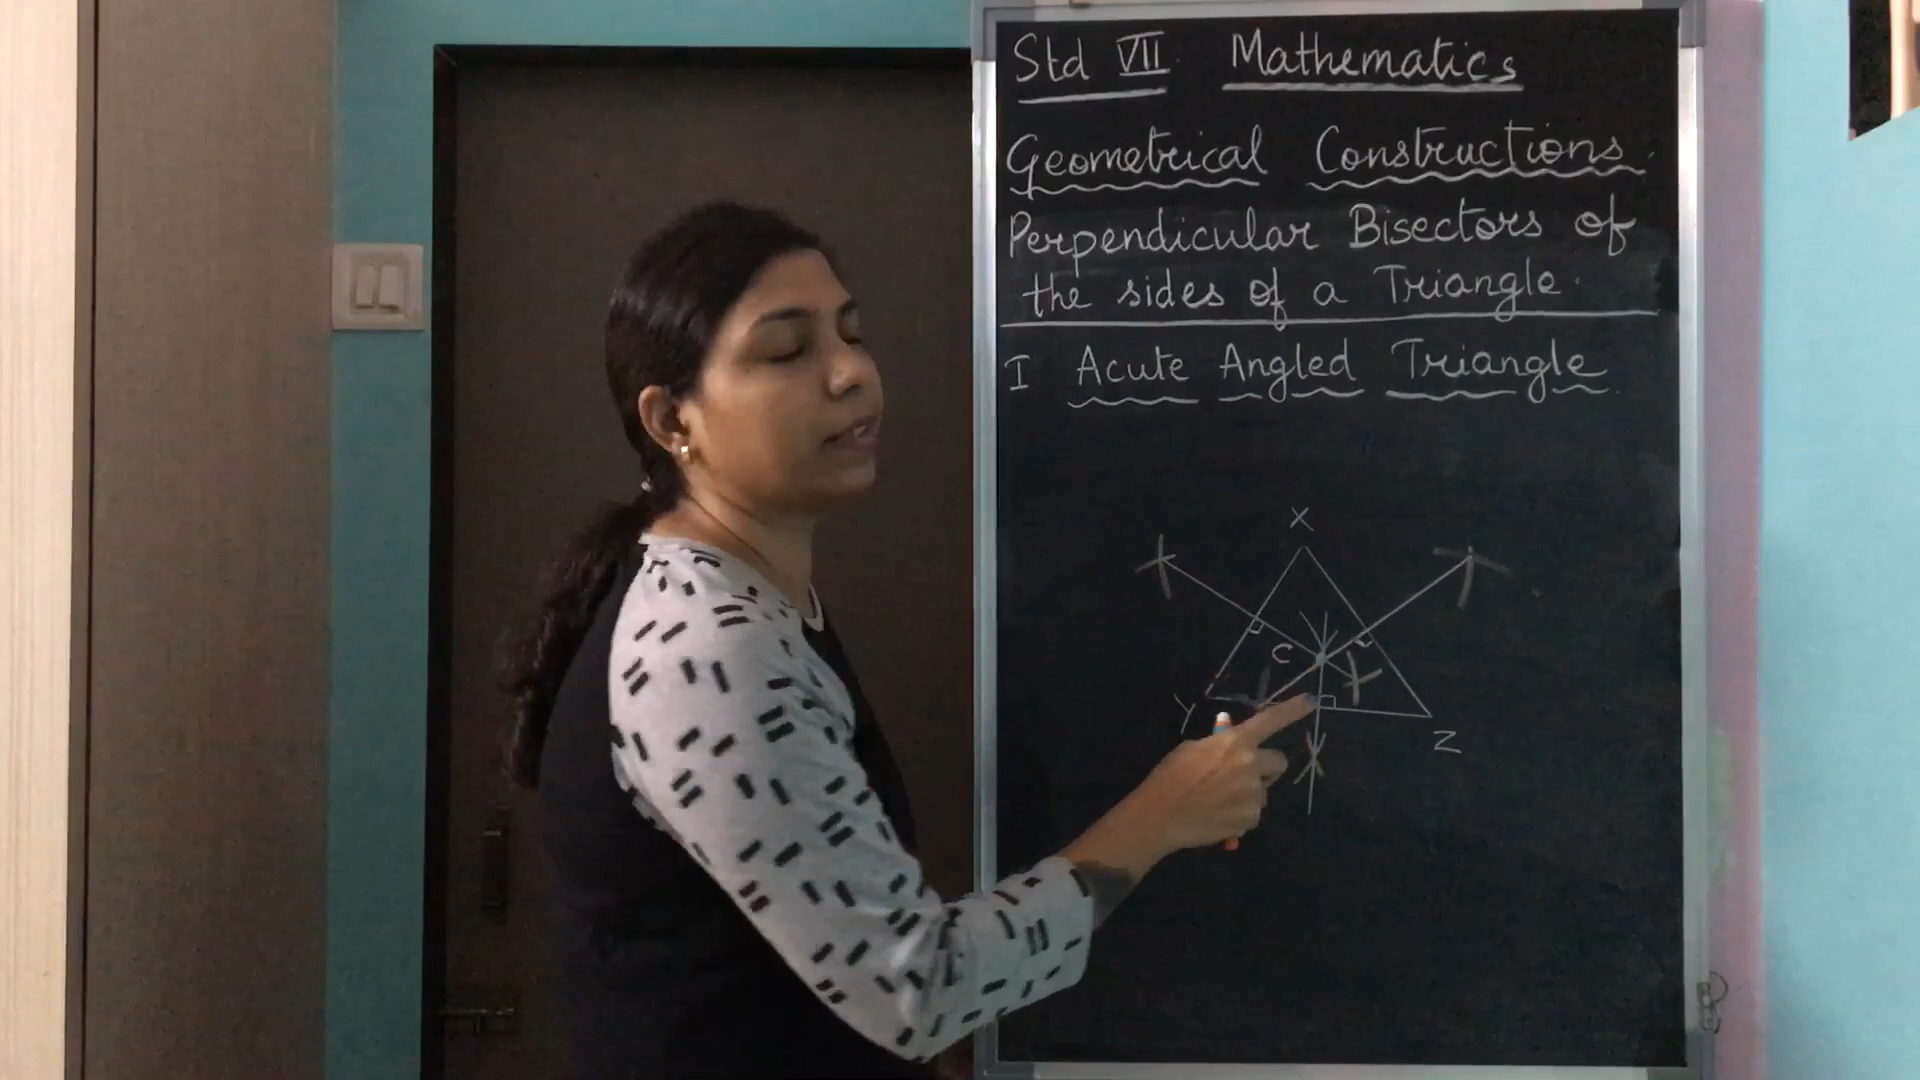 Std VII Mathematics
Geometrical Constructions
Perpendicular Bisectors of
the sides of a Triangle.
I Acute Angled Triangle
X
C
Y
Z